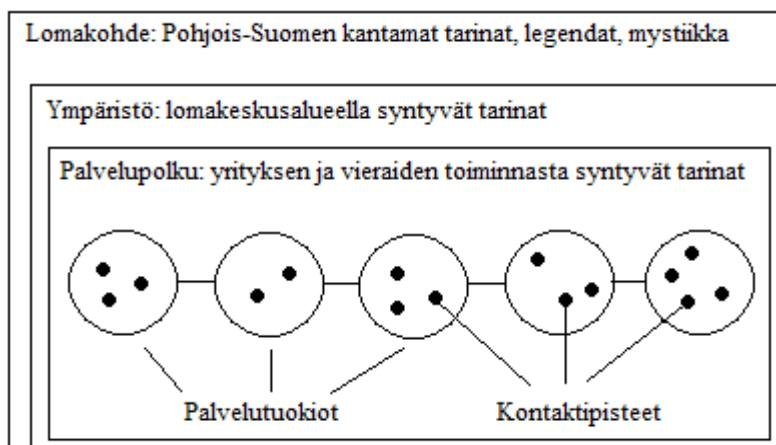 Lomakohde: Pohjois-Suomen kantamat tarinat, legendat, mystiikka
Ympäristö: lomakeskusalueella syntyvät tarinat
Palvelupolku: yrityksen ja vieraiden toiminnasta syntyvät tarinat
Palvelutuokiot
Kontaktipisteet